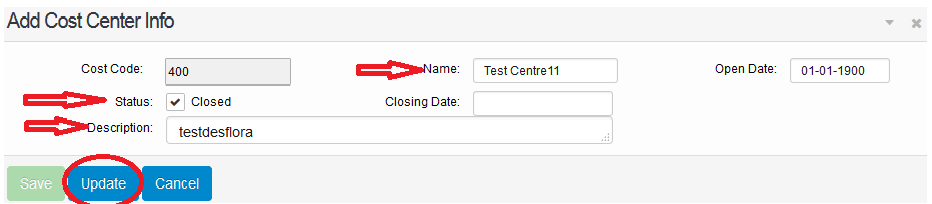 Add Cost Center Info
Cost Code: 400 Name: Test Centre11 Open Date: 01-01-1900
Status: Closed Closing Date:
Description: testdesflora
Save Update Cancel